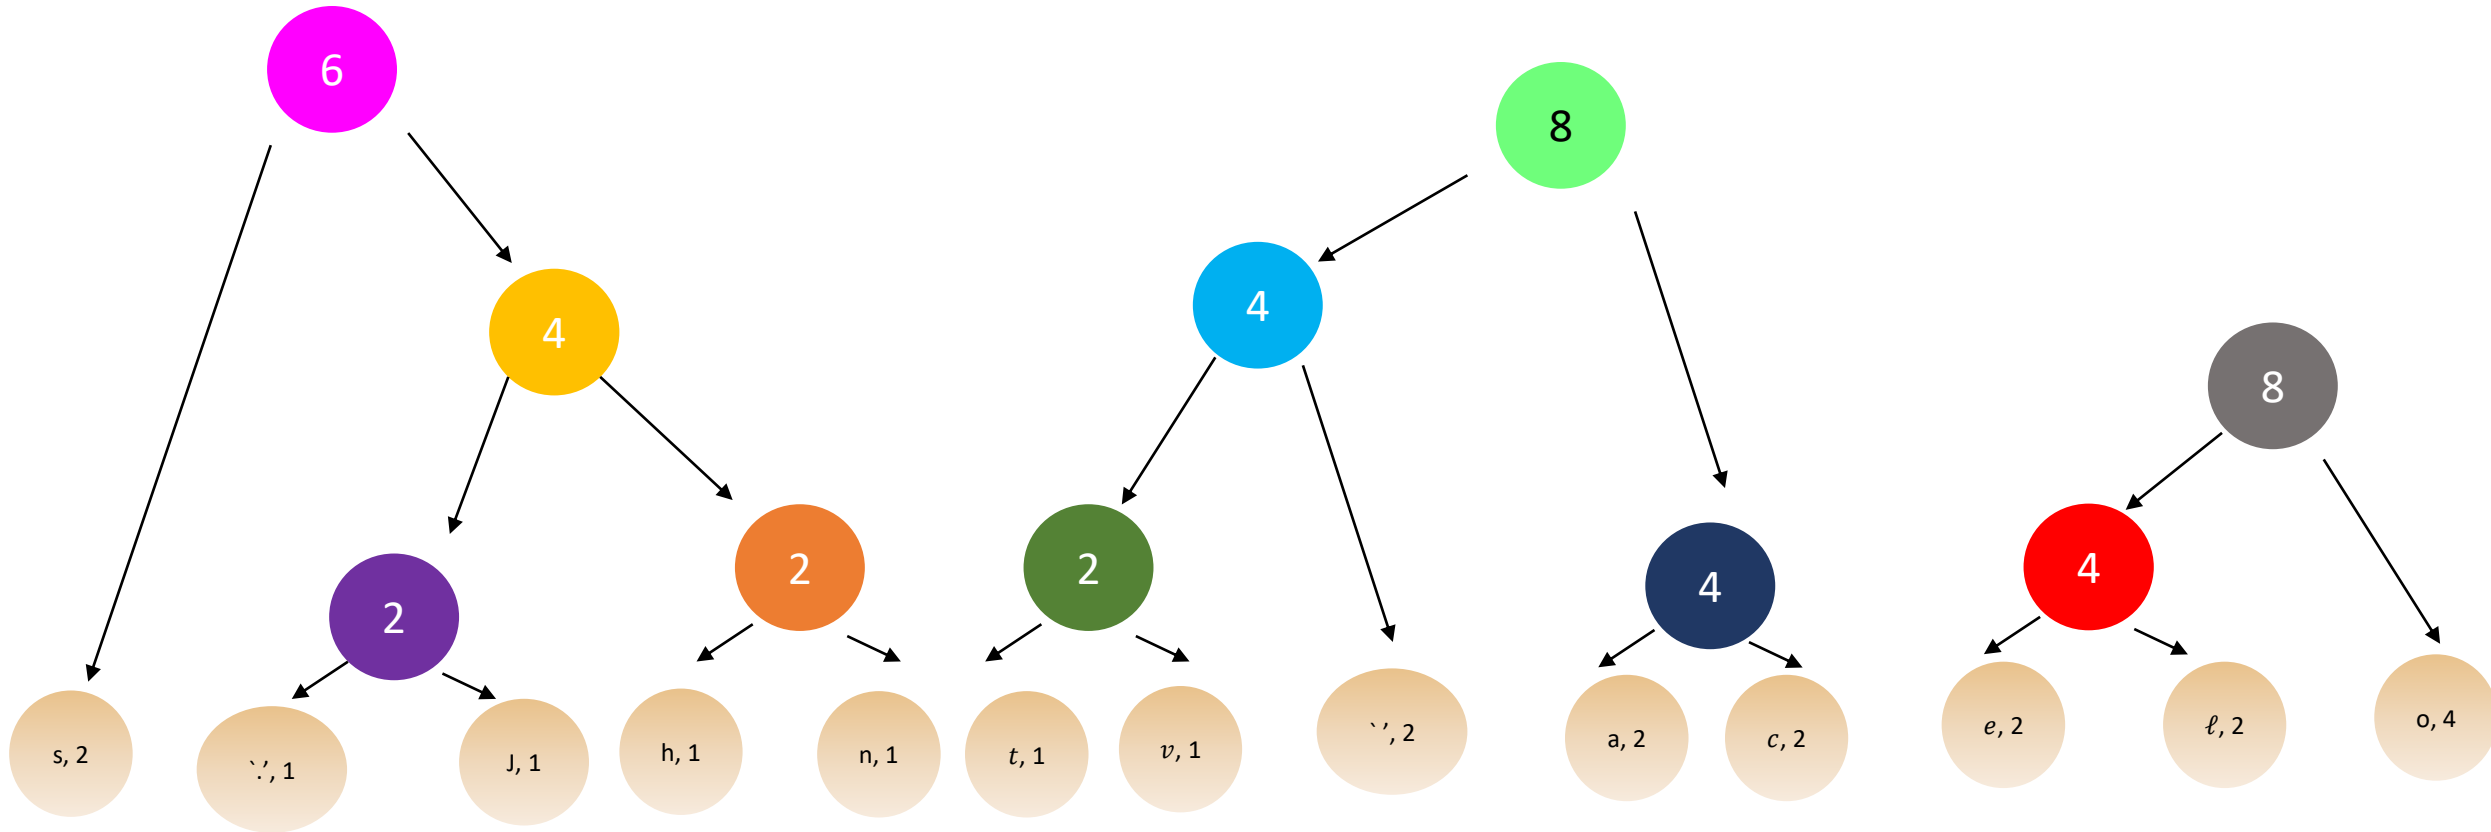 6
8
4
4
8
2
2
2
4
4
s, 2
`.’, 1
J, 1
h, 1
n, 1
t, 1
v, 1
` ’, 2
a, 2
c, 2
e, 2
ℓ, 2
o, 4